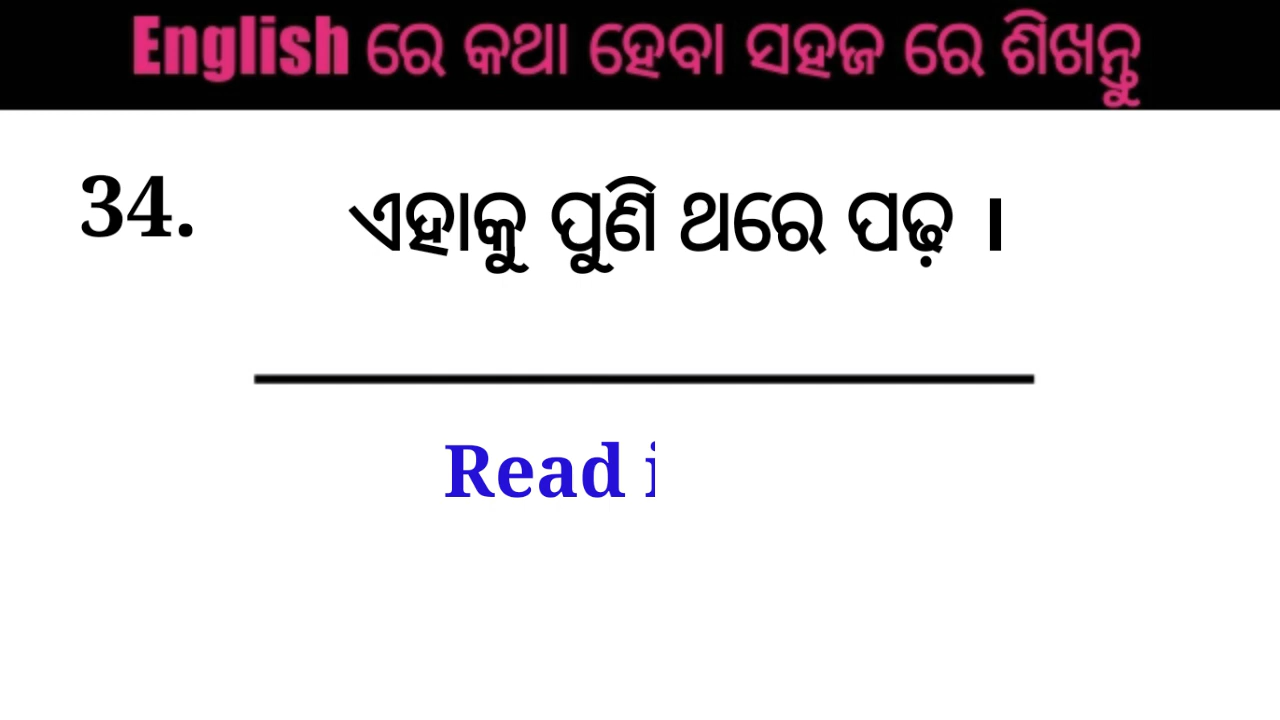 English ରେ କଥା ହେବା ସହଜ ରେ ଶିଖନ୍ତୁ
34. ଏହାକୁ ପୁଣି ଥରେ ପଢ଼ ।
Read